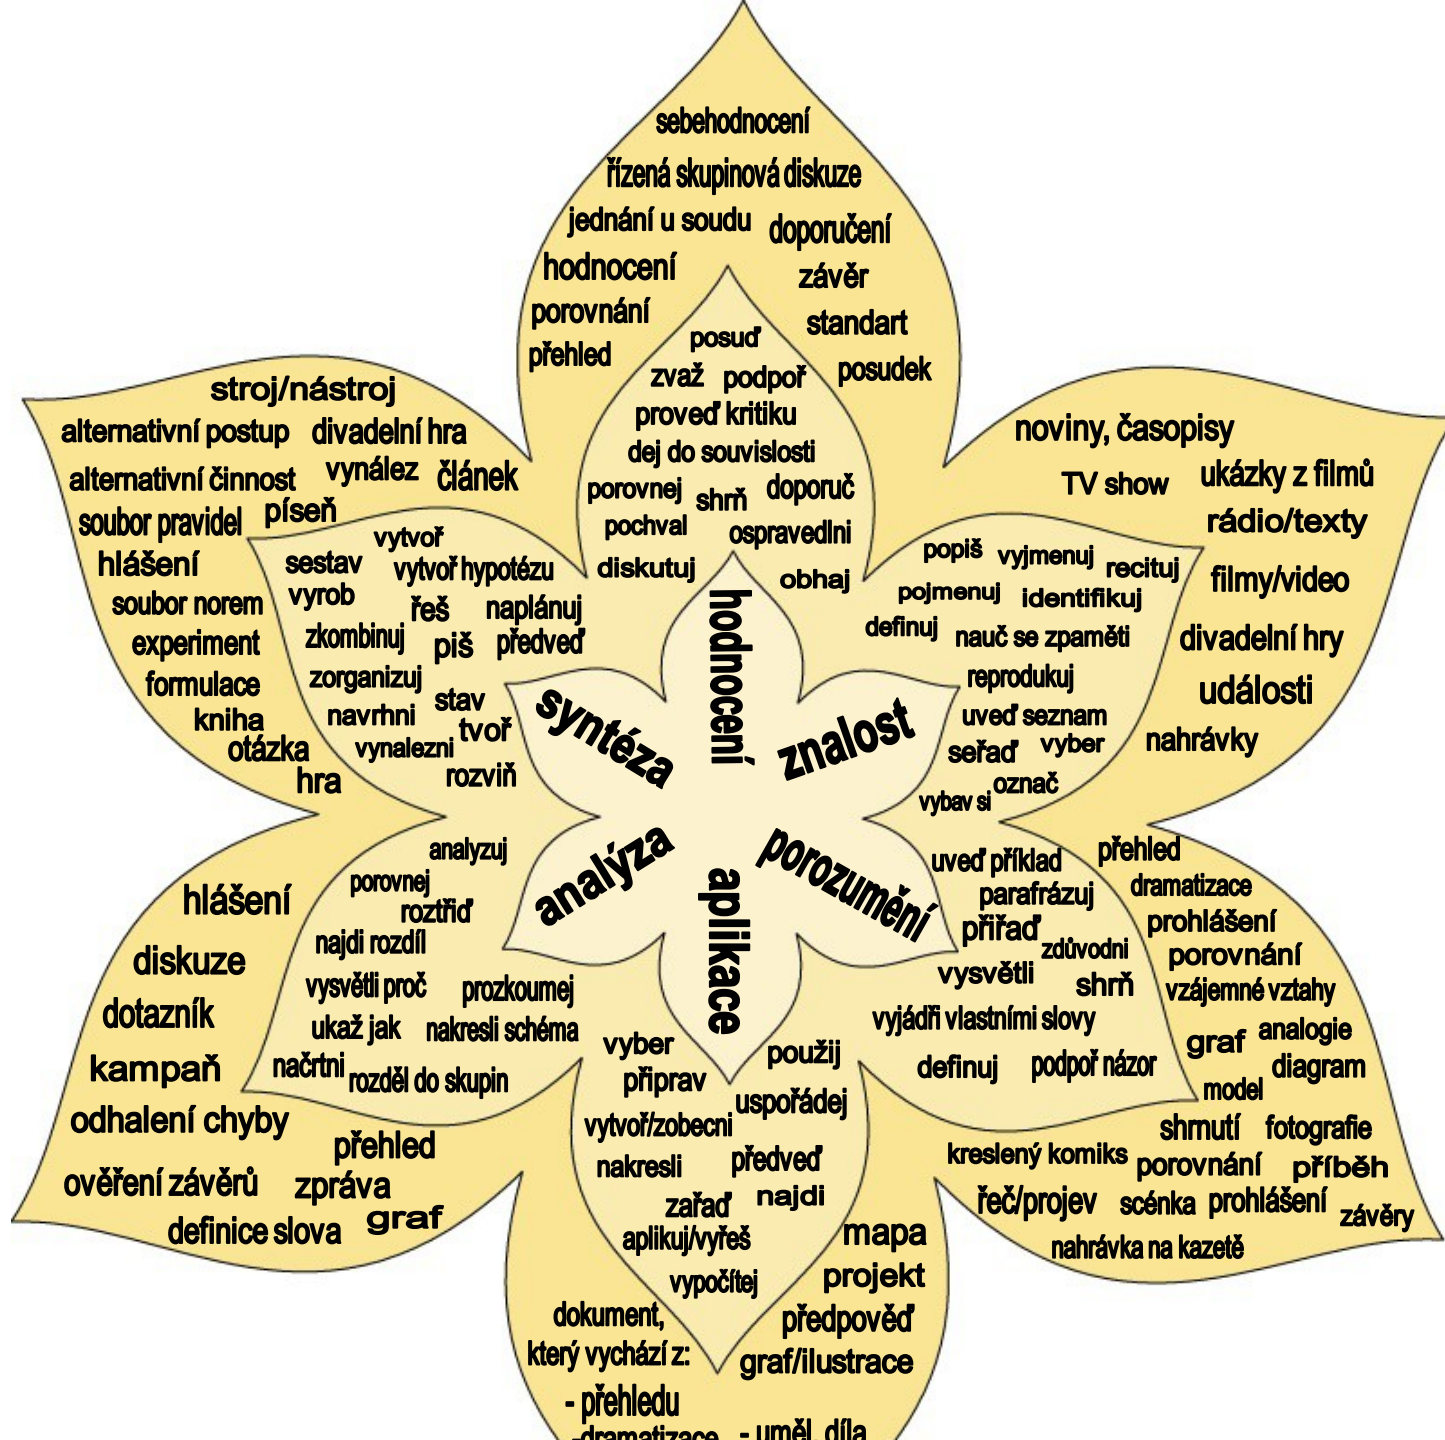 sebehodnocení
řízená skupinová diskuze
jednání u soudu
doporučení
hodnocení
závěr
porovnání
standart
přehled
posudek
posuď
zvaž podpoř
proveď kritiku
dej do souvislosti
porovnej shrň doporuč
pochval ospravedlni
diskutuj obhaj
hodnocení
noviny, časopisy
TV show ukázky z filmů
rádio/texty
filmy/video
divadelní hry
události
nahrávky
popiš vyjmenuj recituj
pojmenuj identifikuj
definuj nauč se zpaměti
reprodukuj
uveď seznam
seřaď vyber
označ
vybav si
znalost
přehled
dramatizace
prohlášení
porovnání
vzájemné vztahy
graf analogie
diagram
model
shrnutí fotografie
kreslený komiks porovnání příběh
řeč/projev scénka prohlášení závěry
nahrávka na kazetě
uveď příklad
parafrázuj
přiřaď zdůvodni
vysvětli shrň
vyjádři vlastními slovy
definuj podpoř názor
porozumění
aplikace
vyber použij
připrav
uspořádej
vytvoř/zobecni
nakresli předveď
zařaď najdi
aplikuj/vyřeš
vypočítej
mapa
projekt
předpověď
graf/ilustrace
dokument,
který vychází z:
- přehledu
-dramatizace - uměl. díla
analýza
analyzuj
porovnej
roztřiď
najdi rozdíl
vysvětli proč prozkoumej
ukaž jak nakresli schéma
načrtni rozděl do skupin
hlášení
diskuze
dotazník
kampaň
odhalení chyby
přehled
ověření závěrů zpráva
definice slova graf
syntéza
vytvoř
sestav vytvoř hypotézu
vyrob řeš naplánuj
zkombinuj piš předveď
zorganizuj
stav
navrhni tvoř
vynalezni
rozviň
stroj/nástroj
alternativní postup divadelní hra
alternativní činnost vynález článek
soubor pravidel píseň
hlášení
soubor norem
experiment
formulace
kniha
otázka
hra